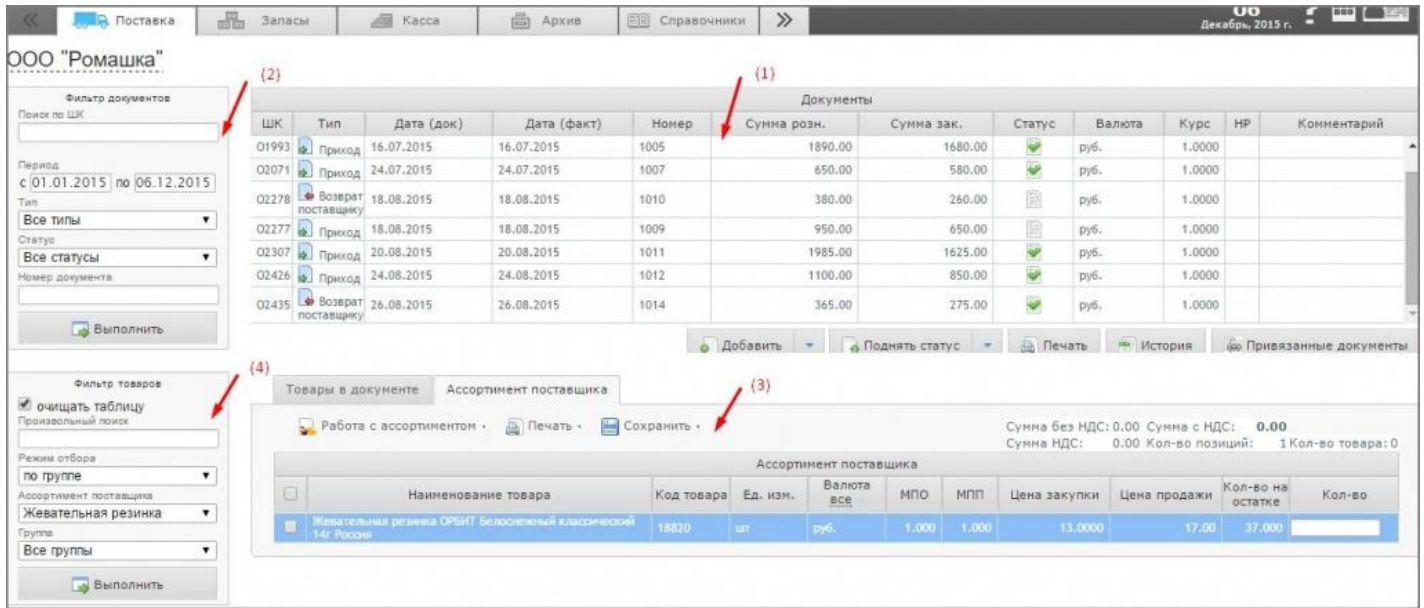 Поставка Запасы Касса Архив Справочники
06
Декабрь, 2015 г.
ООО "Ромашка"
(2)
(1)
Фильтр документов
Поиск по ШК
Период
с 01.01.2015 по 06.12.2015
Тип
Все типы
Статус
Все статусы
Номер документа
Выполнить
Документы
ШК Тип Дата (док) Дата (факт) Номер Сумма розн. Сумма зак. Статус Валюта Курс НР Комментарий
01993 Приход 16.07.2015 16.07.2015 1005 1890.00 1680.00 руб. 1.0000
02071 Приход 24.07.2015 24.07.2015 1007 650.00 580.00 руб. 1.0000
02278 Возврат поставщику 18.08.2015 18.08.2015 1010 380.00 260.00 руб. 1.0000
02277 Приход 18.08.2015 18.08.2015 1009 950.00 650.00 руб. 1.0000
02307 Приход 20.08.2015 20.08.2015 1011 1985.00 1625.00 руб. 1.0000
02426 Приход 24.08.2015 24.08.2015 1012 1100.00 850.00 руб. 1.0000
02435 Возврат поставщику 26.08.2015 26.08.2015 1014 365.00 275.00 руб. 1.0000
Добавить Поднять статус Печать История Привязанные документы
(4)
(3)
Фильтр товаров
очищать таблицу
Произвольный поиск
Режим отбора
по группе
Ассортимент поставщика
Жевательная резинка
Группа
Все группы
Выполнить
Товары в документе Ассортимент поставщика
Работа с ассортиментом Печать Сохранить
Сумма без НДС: 0.00 Сумма с НДС: 0.00
Сумма НДС: 0.00 Кол-во позиций: 1 Кол-во товара: 0
Ассортимент поставщика
Наименование товара Код товара Ед. изм. Валюта все МПО МПП Цена закупки Цена продажи Кол-во на остатке Кол-во
Жевательная резинка ОРБИТ Белоснежный классический
14г Россия 18820 шт руб. 1.000 1.000 13.0000 17.00 37.000